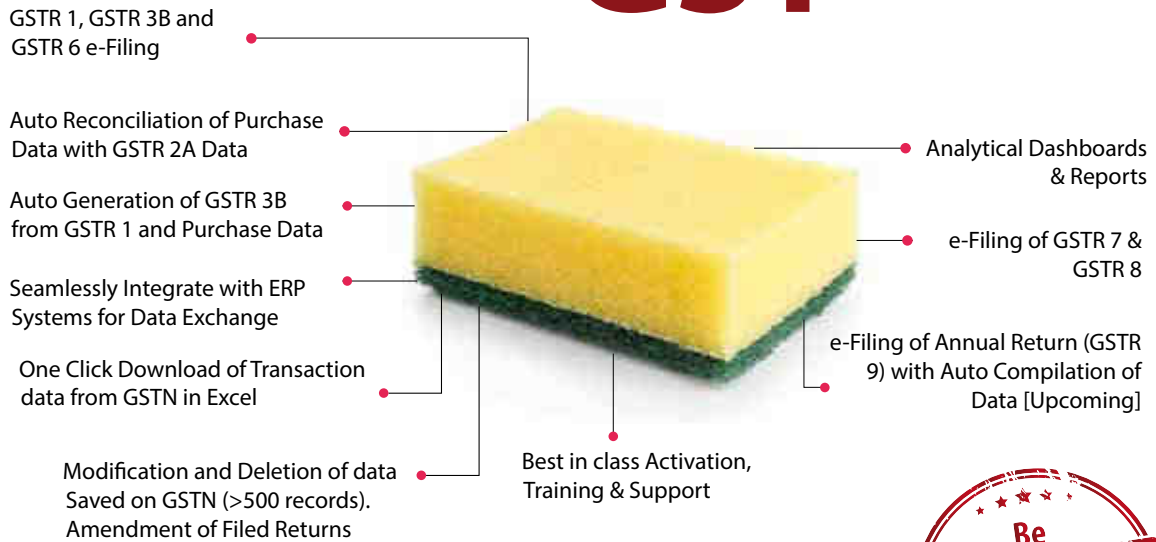 GST
GSTR 1, GSTR 3B and
GSTR 6 e-Filing
Auto Reconciliation of Purchase
Data with GSTR 2A Data
Auto Generation of GSTR 3B
from GSTR 1 and Purchase Data
Seamlessly Integrate with ERP
Systems for Data Exchange
One Click Download of Transaction
data from GSTN in Excel
Modification and Deletion of data
Saved on GSTN (>500 records).
Amendment of Filed Returns
Best in class Activation,
Training & Support
Analytical Dashboards
& Reports
e-Filing of GSTR 7 &
GSTR 8
e-Filing of Annual Return (GSTR
9) with Auto Compilation of
Data [Upcoming]
Be